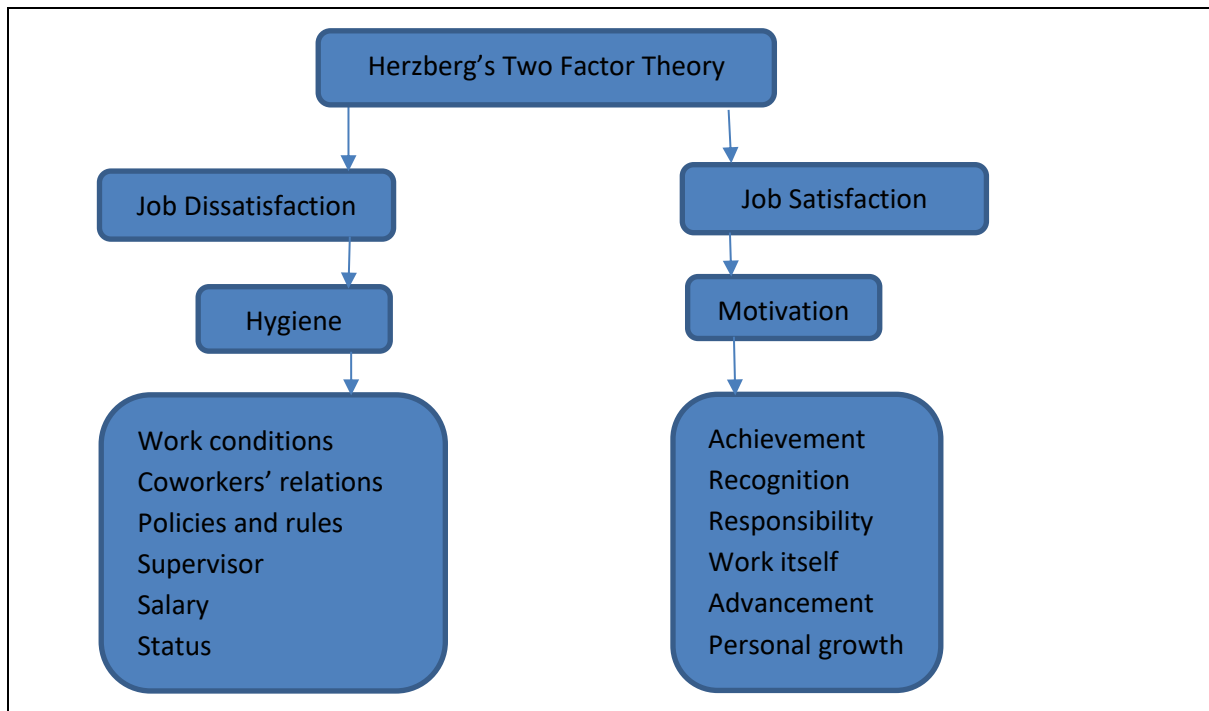 Herzberg’s Two Factor Theory
Job Dissatisfaction
Job Satisfaction
Hygiene
Motivation
Work conditions
Coworkers’ relations
Policies and rules
Supervisor
Salary
Status
Achievement
Recognition
Responsibility
Work itself
Advancement
Personal growth